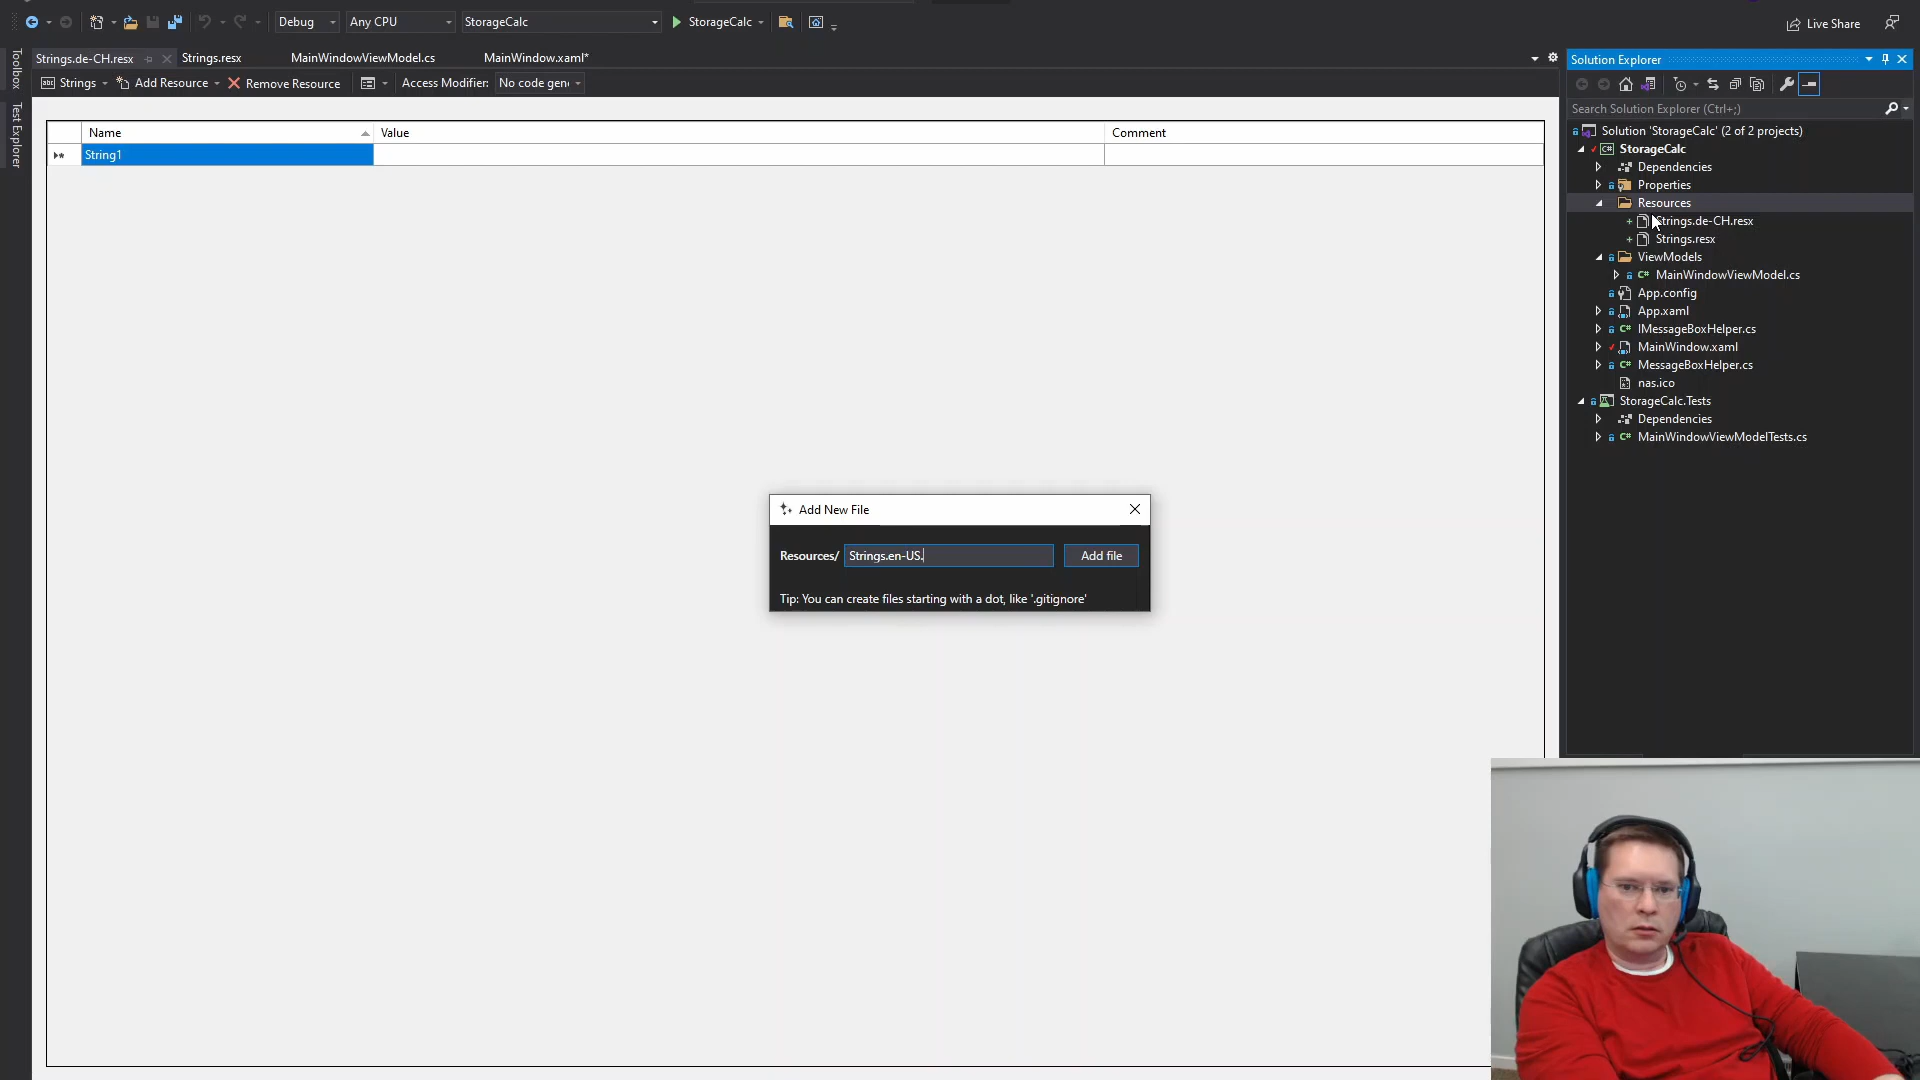 Debug
Any CPU
StorageCalc
StorageCalc
Live Share
Strings.de-CH.resx
Strings.resx
MainWindowViewModel.cs
MainWindow.xaml*
Strings
Add Resource
Remove Resource
Access Modifier:
No code gen
Name
Value
Comment
String1
Toolbox
Test Explorer
Add New File
Resources/
Strings.en-US.
Add file
Tip: You can create files starting with a dot, like '.gitignore'
Solution Explorer
Search Solution Explorer (Ctrl+;)
Solution 'StorageCalc' (2 of 2 projects)
StorageCalc
Dependencies
Properties
Resources
Strings.de-CH.resx
Strings.resx
ViewModels
MainWindowViewModel.cs
App.config
App.xaml
IMessageBoxHelper.cs
MainWindow.xaml
MessageBoxHelper.cs
nas.ico
StorageCalc.Tests
Dependencies
MainWindowViewModelTests.cs